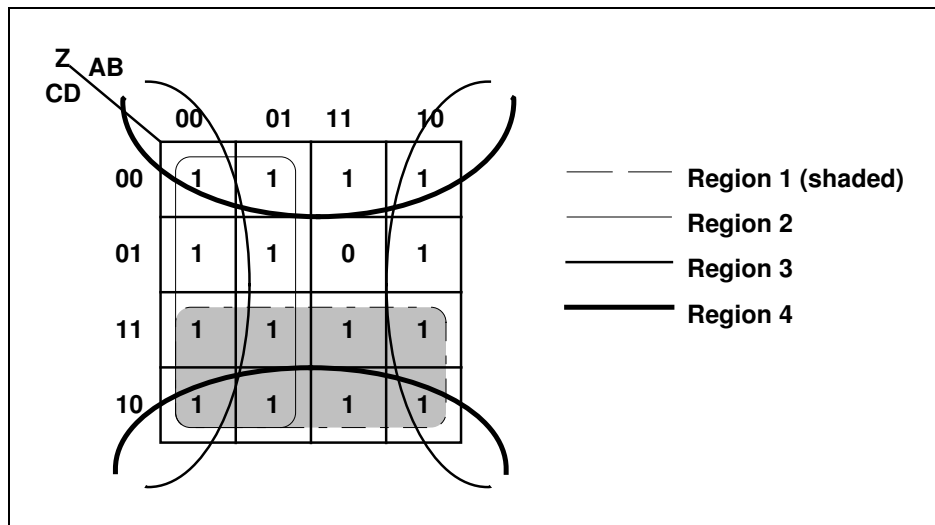 Z AB
CD
00 01 11 10
00 1 1 1 1 Region 1 (shaded)
Region 2
01 1 1 0 1 Region 3
Region 4
11 1 1 1 1
10 1 1 1 1